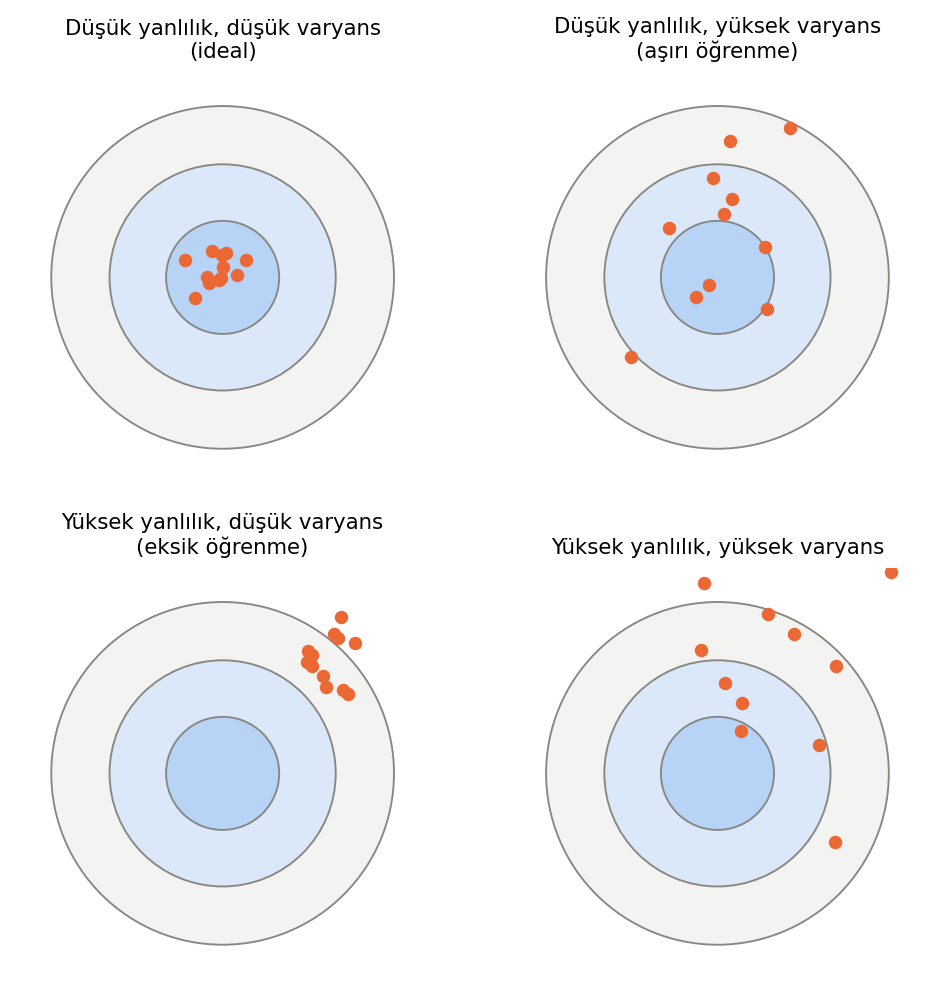 Düşük yanlılık, düşük varyans
(ideal)
Düşük yanlılık, yüksek varyans
(aşırı öğrenme)
Yüksek yanlılık, düşük varyans
(eksik öğrenme)
Yüksek yanlılık, yüksek varyans